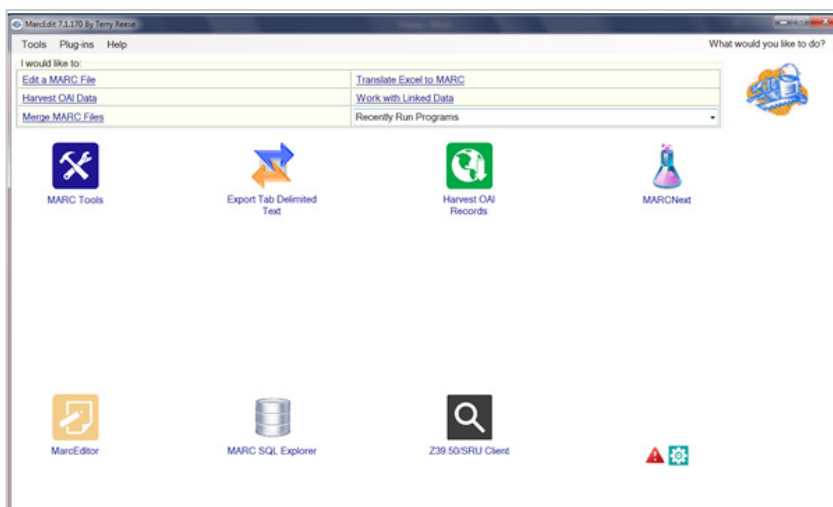 MarcEdit 7.1.170 By Terry Reese
Tools Plug-ins Help
What would you like to do?
I would like to:
Edit a MARC File
Translate Excel to MARC
Harvest OAI Data
Work with Linked Data
Merge MARC Files
Recently Run Programs
MARC Tools
Export Tab Delimited
Text
Harvest OAI
Records
MARCNext
MarcEditor
MARC SQL Explorer
Z39.50/SRU Client